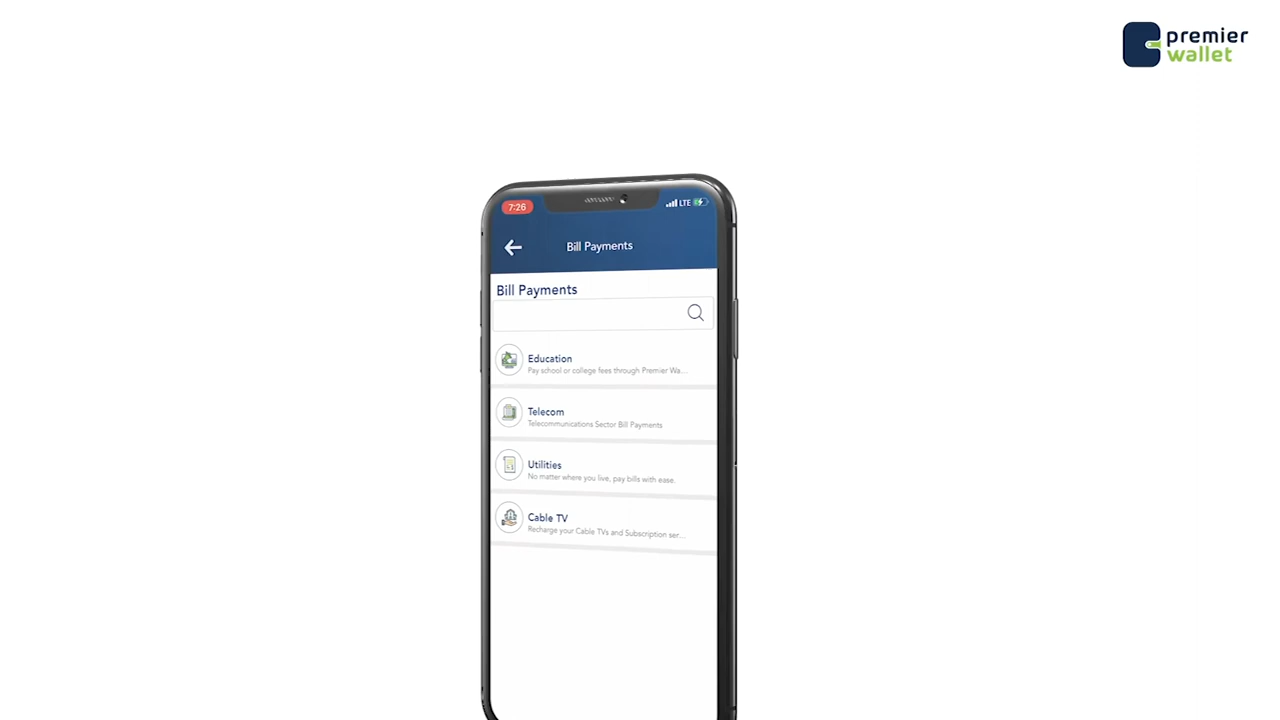 premier
wallet
7:26
LTE
Bill Payments
Bill Payments
Education
Pay school or college fees through Premier Wa...
Telecom
Telecommunications Sector Bill Payments
Utilities
No matter where you live, pay bills with ease.
Cable TV
Recharge your Cable TVs and Subscription ser...